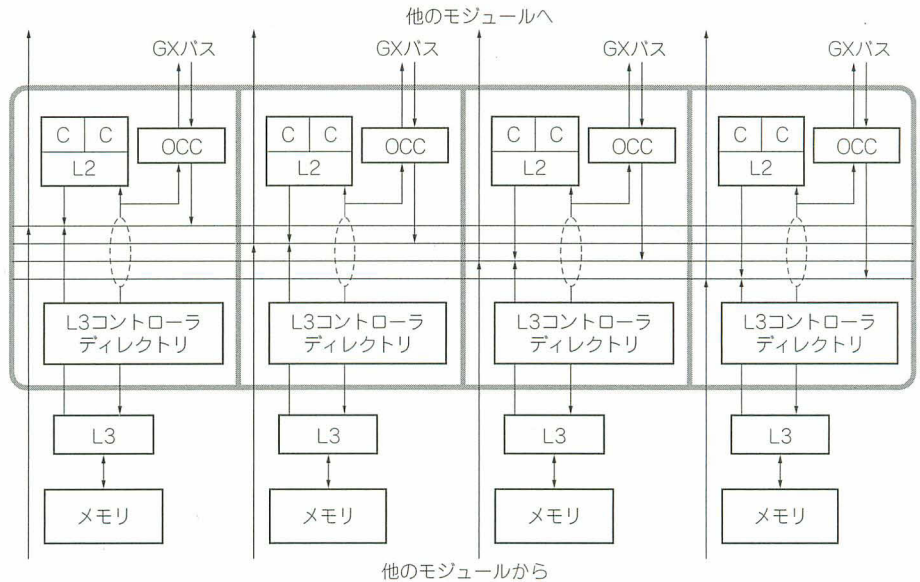 他のモジュールへ
GXバス
GXバス
GXバス
GXバス
C C
L2
OCC
C C
L2
OCC
C C
L2
OCC
C C
L2
OCC
L3コントローラ
ディレクトリ
L3コントローラ
ディレクトリ
L3コントローラ
ディレクトリ
L3コントローラ
ディレクトリ
L3
L3
L3
L3
メモリ
メモリ
メモリ
メモリ
他のモジュールから